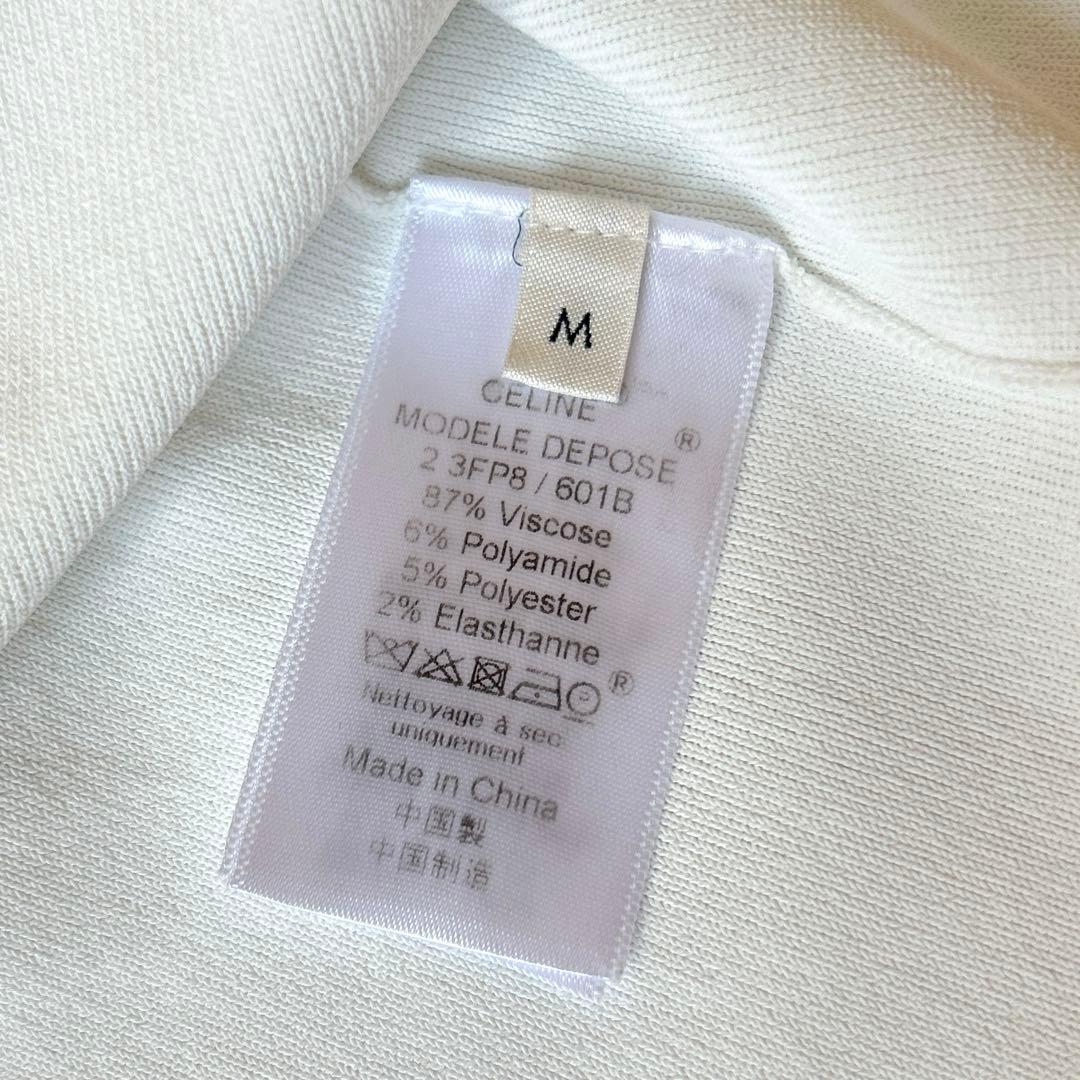 M
CELINE
MODELE DEPOSE ®
2 3FP8 / 601B
87% Viscose
6% Polyamide
5% Polyester
2% Elasthanne
®
Nettoyage à sec
uniquement
Made in China
中国製
中国制造